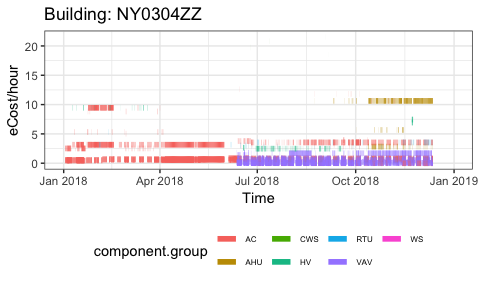 Building: NY0304ZZ
eCost/hour
20
15
10
5
0
Jan 2018 Apr 2018 Jul 2018 Oct 2018 Jan 2019
Time
component.group
AC CWS RTU WS
AHU HV VAV